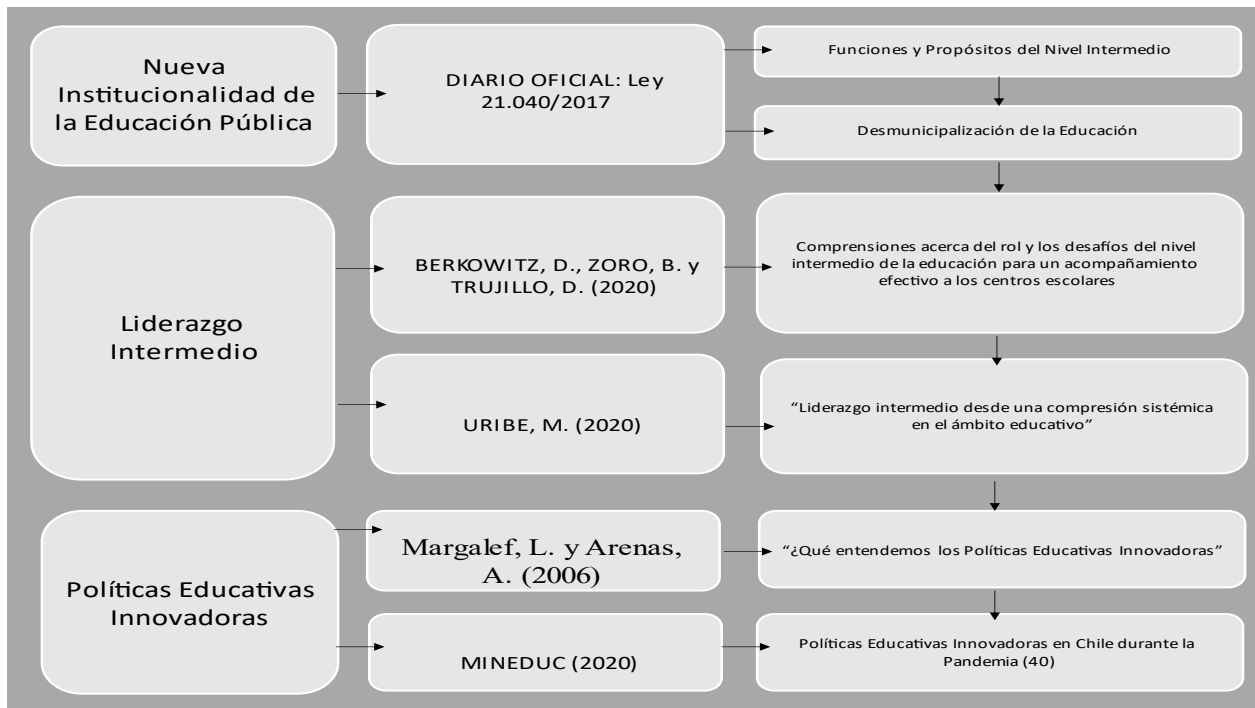 Nueva
Institucionalidad de
la Educación Pública
DIARIO OFICIAL: Ley
21.040/2017
Funciones y Propósitos del Nivel Intermedio
Desmunicipalización de la Educación
Liderazgo
Intermedio
BERKOWITZ, D., ZORO, B. y
TRUJILLO, D. (2020)
Comprensiones acerca del rol y los desafíos del nivel
intermedio de la educación para un acompañamiento
efectivo a los centros escolares
URIBE, M. (2020)
“Liderazgo intermedio desde una compresión sistémica
en el ámbito educativo”
Políticas Educativas
Innovadoras
Margalef, L. y Arenas,
A. (2006)
“¿Qué entendemos los Políticas Educativas Innovadoras”
MINEDUC (2020)
Políticas Educativas Innovadoras en Chile durante la
Pandemia (40)